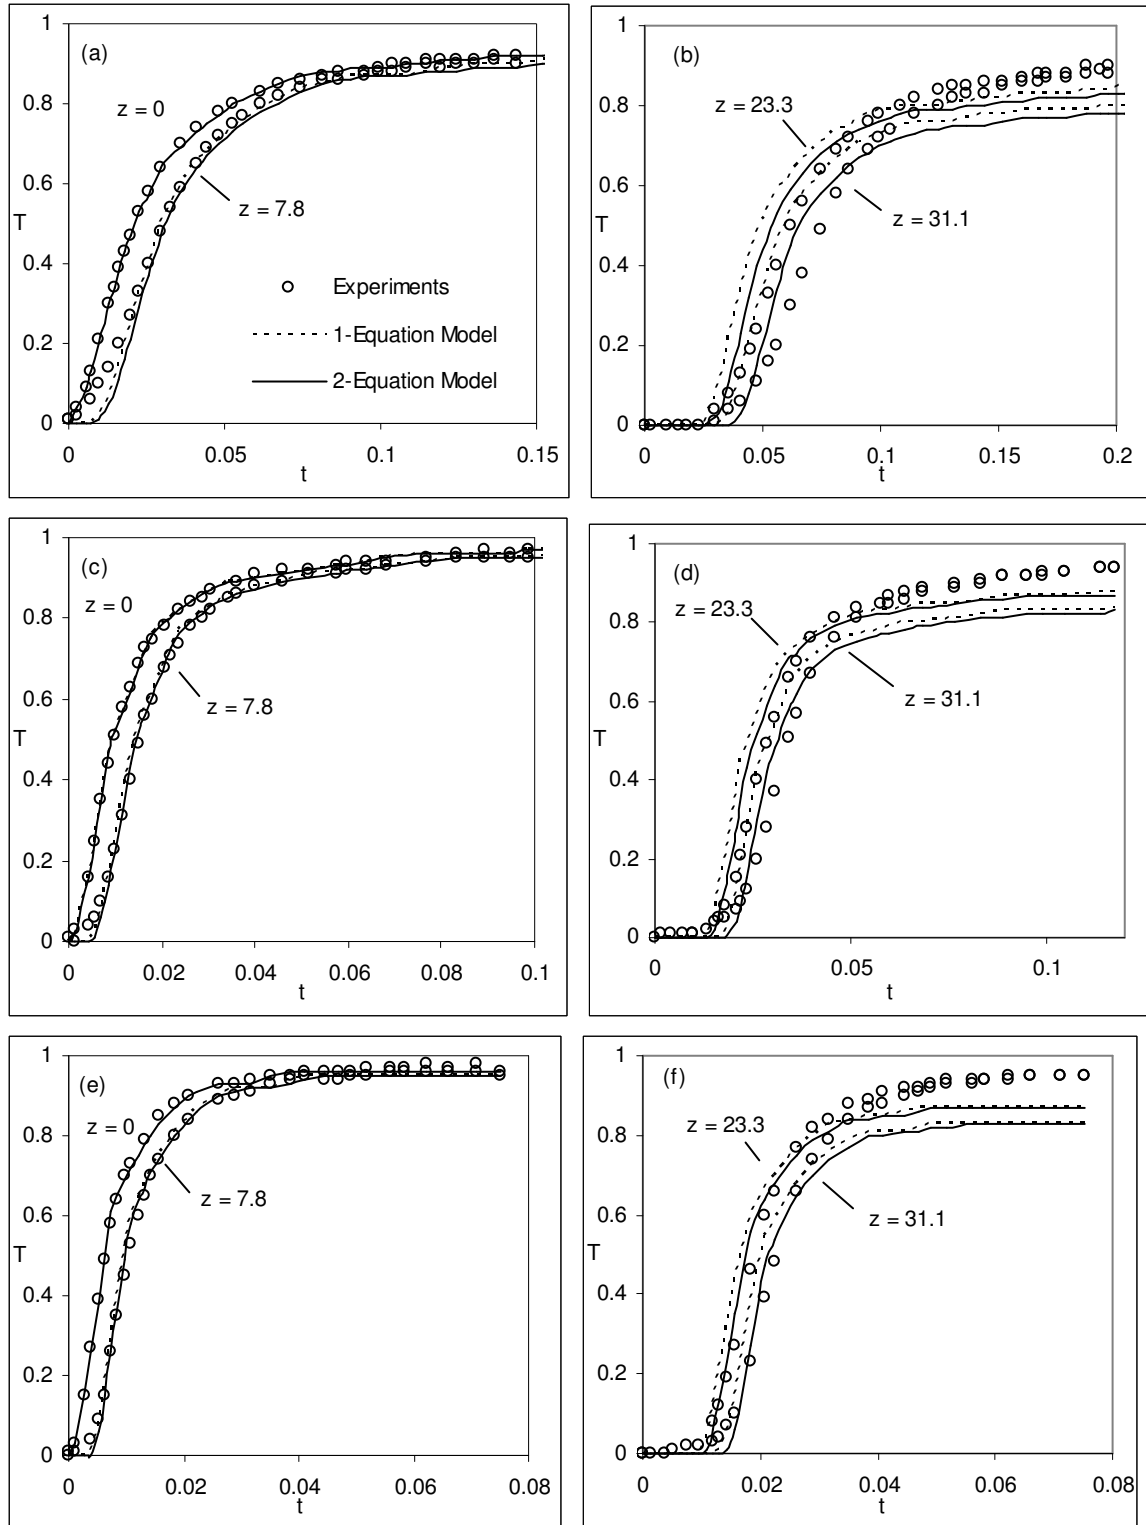 (a)
1
0.8
0.6
0.4
0.2
0
T
z = 0
z = 7.8
Experiments
1-Equation Model
2-Equation Model
0 0.05 0.1 0.15
t
(b)
1
0.8
0.6
0.4
0.2
0
T
z = 23.3
z = 31.1
0 0.05 0.1 0.15 0.2
t
(c)
1
0.8
0.6
0.4
0.2
0
T
z = 0
z = 7.8
0 0.02 0.04 0.06 0.08 0.1
t
(d)
1
0.8
0.6
0.4
0.2
0
T
z = 23.3
z = 31.1
0 0.05 0.1
t
(e)
1
0.8
0.6
0.4
0.2
0
T
z = 0
z = 7.8
0 0.02 0.04 0.06 0.08
t
(f)
1
0.8
0.6
0.4
0.2
0
T
z = 23.3
z = 31.1
0 0.02 0.04 0.06 0.08
t